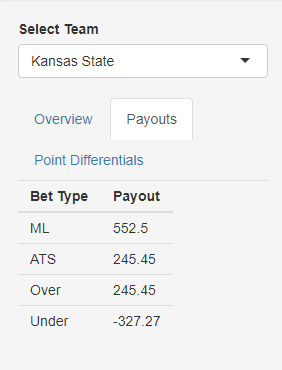 Select Team
Kansas State
Overview Payouts
Point Differentials
Bet Type Payout
ML 552.5
ATS 245.45
Over 245.45
Under -327.27